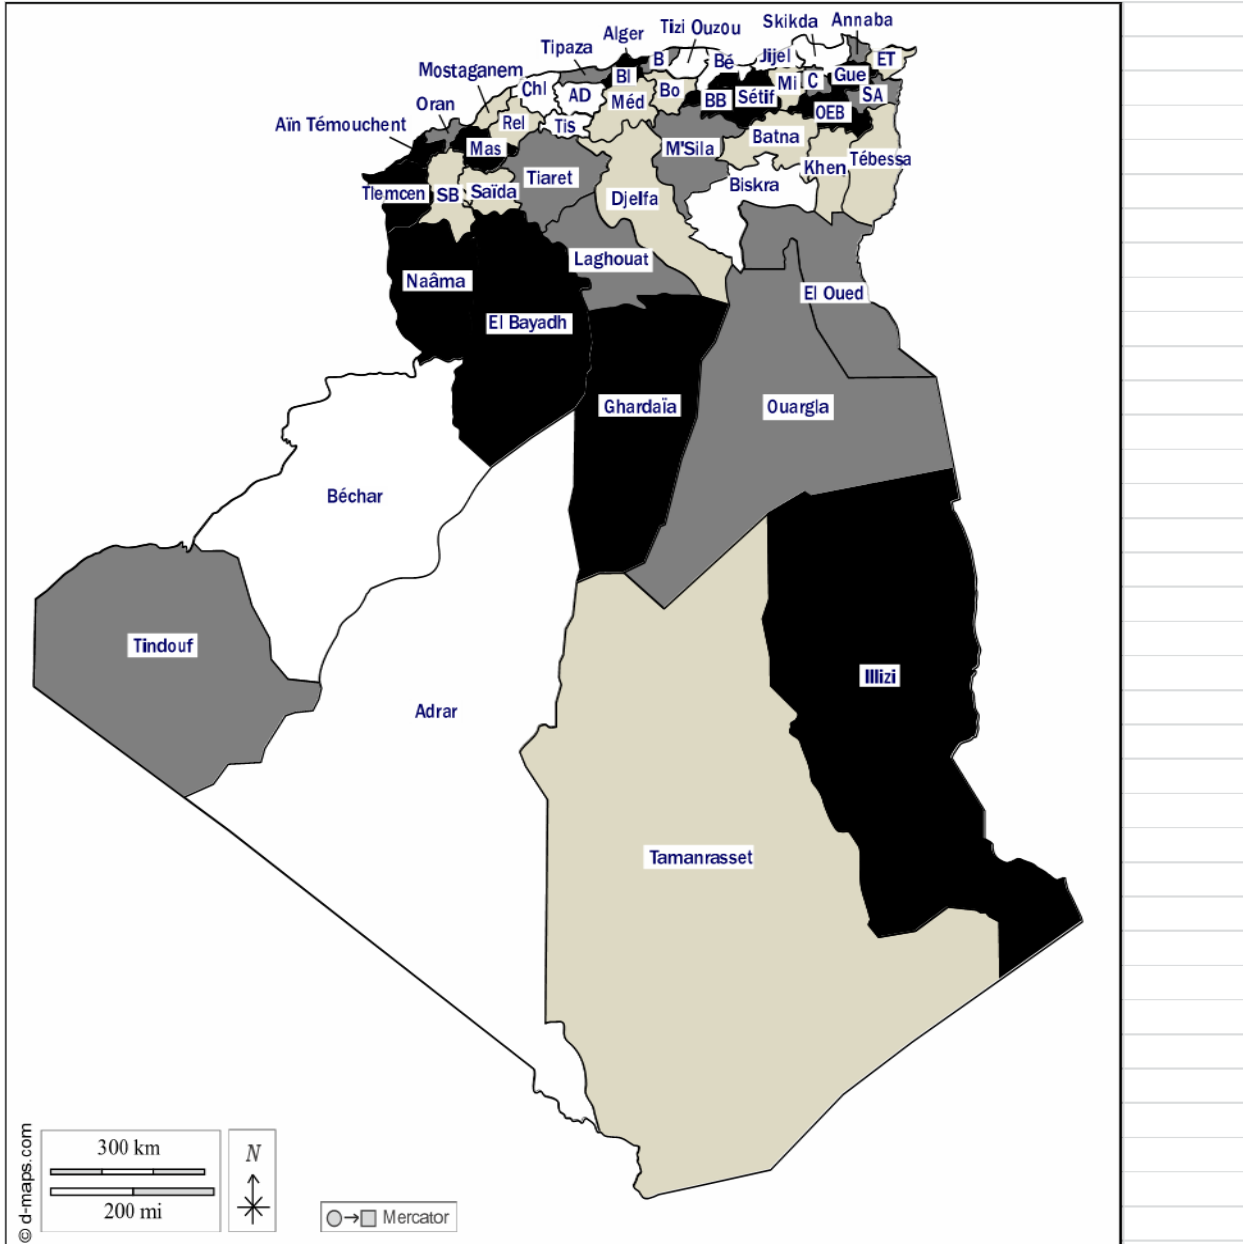 Skikda
Annaba
Tizi Ouzou
Alger
Tipaza
B
Bé
Jijel
ET
Mostaganem
Bl
Mi
C
Gue
Chl
AD
Méd
Bo
BB
Sétif
SA
Oran
OEB
Aïn Témouchent
Rel
Tis
Batna
Mas
M'Sila
Khen
Tébessa
Tlemcen
SB
Saïda
Tiaret
Djelfa
Biskra
Laghouat
Naâma
El Oued
El Bayadh
Ghardaïa
Ouargla
Béchar
Tindouf
Illizi
Adrar
Tamanrasset
© d-maps.com
300 km
200 mi
N
Mercator